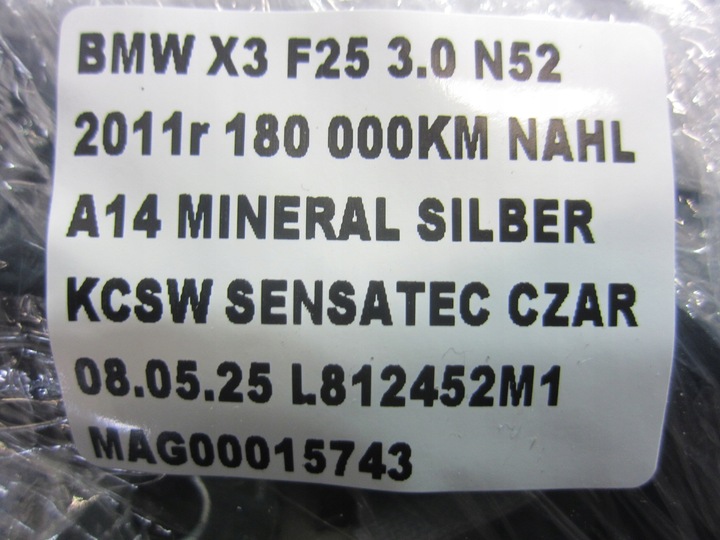 BMW X3 F25 3.0 N52
2011r 180 000KM NAHL
A14 MINERAL SILBER
KCSW SENSATEC CZAR
08.05.25 L812452M1
MAG00015743